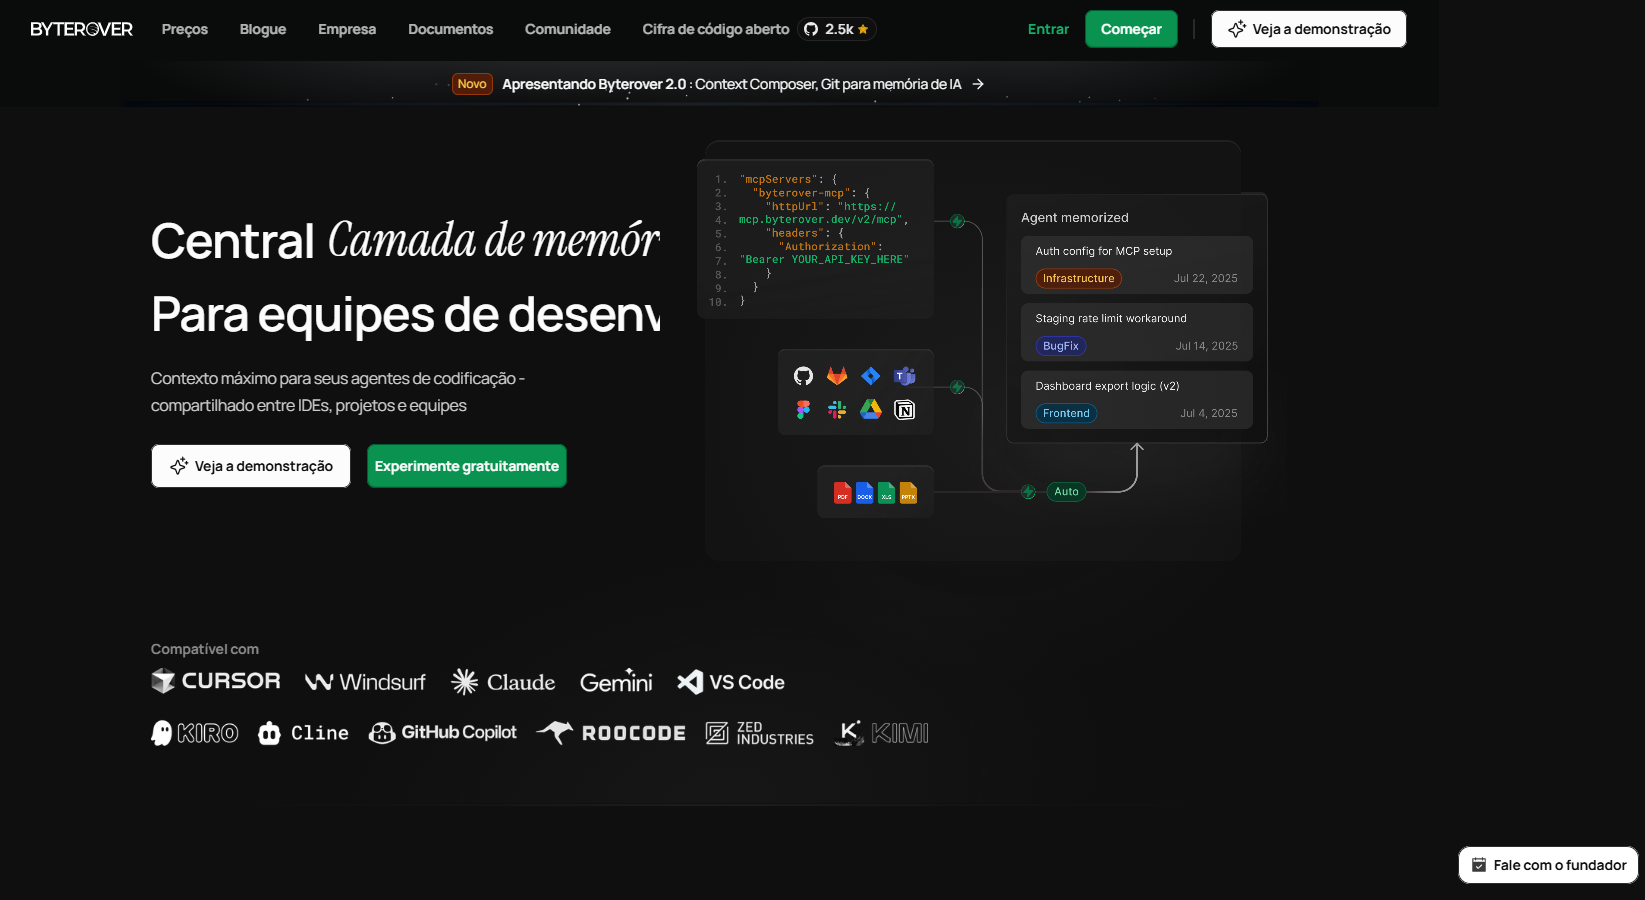 BYTEROVER
Preços
Blogue
Empresa
Documentos
Comunidade
Cifra de código aberto
2.5k
Entrar
Começar
Veja a demonstração
Novo
Apresentando Byterover 2.0 : Context Composer, Git para memória de IA
Central Camada de memór
Para equipes de desenv
Contexto máximo para seus agentes de codificação -
compartilhado entre IDEs, projetos e equipes
Veja a demonstração
Experimente gratuitamente
1. "mcpServers": {
2. "byterover-mcp": {
3. "httpUrl": "https://
4. mcp.byterover.dev/v2/mcp",
5. "headers": {
6. "Authorization":
7. "Bearer YOUR_API_KEY_HERE"
8. }
9. }
10. }
T
N
PDF
DOCX
XLS
PPTX
Auto
Agent memorized
Auth config for MCP setup
Infrastructure
Jul 22, 2025
Staging rate limit workaround
BugFix
Jul 14, 2025
Dashboard export logic (v2)
Frontend
Jul 4, 2025
Compatível com
CURSOR
Windsurf
Claude
Gemini
VS Code
KIRO
Cline
GitHub Copilot
ROOCODE
ZED
INDUSTRIES
K
KIMI
Fale com o fundador